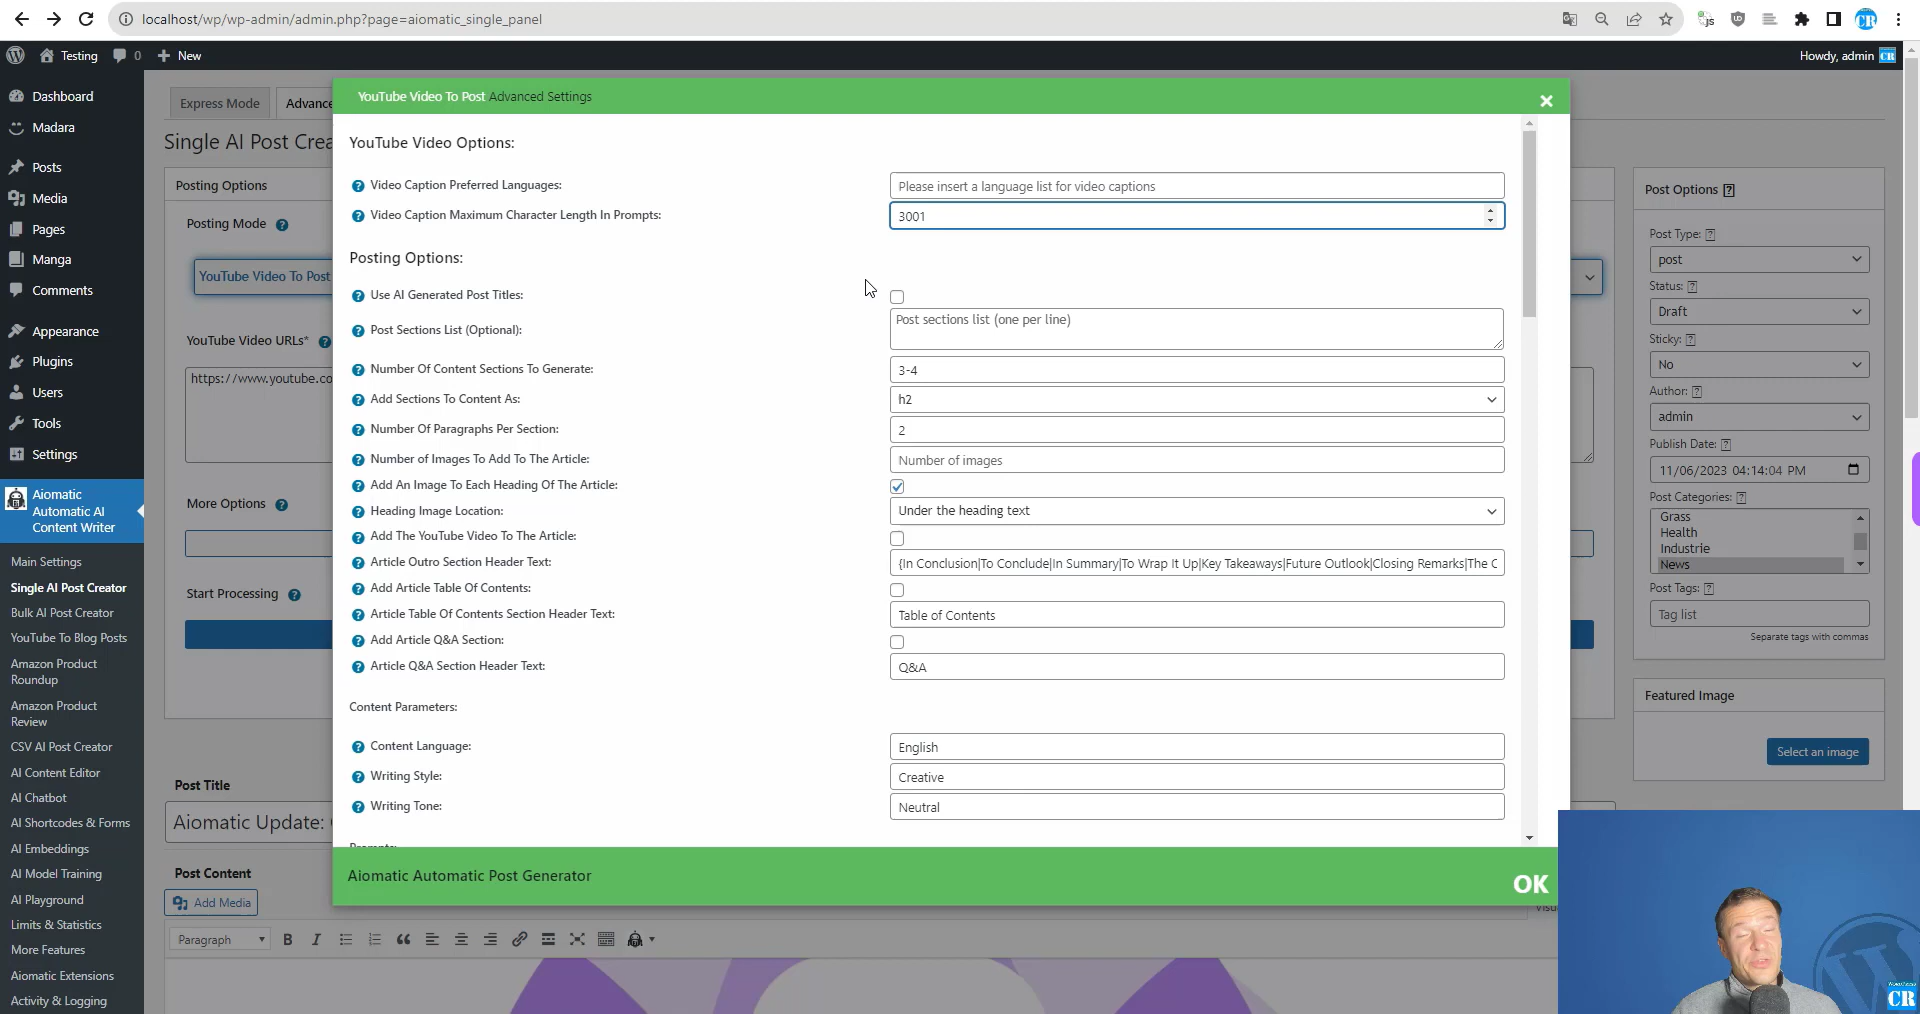 localhost/wp/wp-admin/admin.php?page=aiomatic_single_panel
Testing
0
New
Howdy, admin
Dashboard
Madara
Posts
Media
Pages
Manga
Comments
Appearance
Plugins
Users
Tools
Settings
Aiomatic
Automatic AI
Content Writer
Main Settings
Single AI Post Creator
Bulk AI Post Creator
YouTube To Blog Posts
Amazon Product
Roundup
Amazon Product
Review
CSV AI Post Creator
AI Content Editor
AI Chatbot
AI Shortcodes & Forms
AI Embeddings
AI Model Training
AI Playground
Limits & Statistics
More Features
Aiomatic Extensions
Activity & Logging
Express Mode
Advance
Single AI Post Crea
Posting Options
Posting Mode
YouTube Video To Post
YouTube Video URLs*
https://www.youtube.co
More Options
Start Processing
Post Title
Aiomatic Update:
Post Content
Add Media
Paragraph
YouTube Video To Post Advanced Settings
YouTube Video Options:
Video Caption Preferred Languages:
Please insert a language list for video captions
Video Caption Maximum Character Length In Prompts:
3001
Posting Options:
Use AI Generated Post Titles:
Post Sections List (Optional):
Post sections list (one per line)
Number Of Content Sections To Generate:
3-4
Add Sections To Content As:
h2
Number Of Paragraphs Per Section:
2
Number of Images To Add To The Article:
Number of images
Add An Image To Each Heading Of The Article:
Heading Image Location:
Under the heading text
Add The YouTube Video To The Article:
Article Outro Section Header Text:
{In Conclusion|To Conclude|In Summary|To Wrap It Up|Key Takeaways|Future Outlook|Closing Remarks|The C
Add Article Table Of Contents:
Article Table Of Contents Section Header Text:
Table of Contents
Add Article Q&A Section:
Article Q&A Section Header Text:
Q&A
Content Parameters:
Content Language:
English
Writing Style:
Creative
Writing Tone:
Neutral
Prompts:
Aiomatic Automatic Post Generator
OK
Visu
Post Options
Post Type:
post
Status:
Draft
Sticky:
No
Author:
admin
Publish Date:
11/06/2023 04:14:04 PM
Post Categories:
Grass
Health
Industrie
News
Post Tags:
Tag list
Separate tags with commas
Featured Image
Select an image
CR